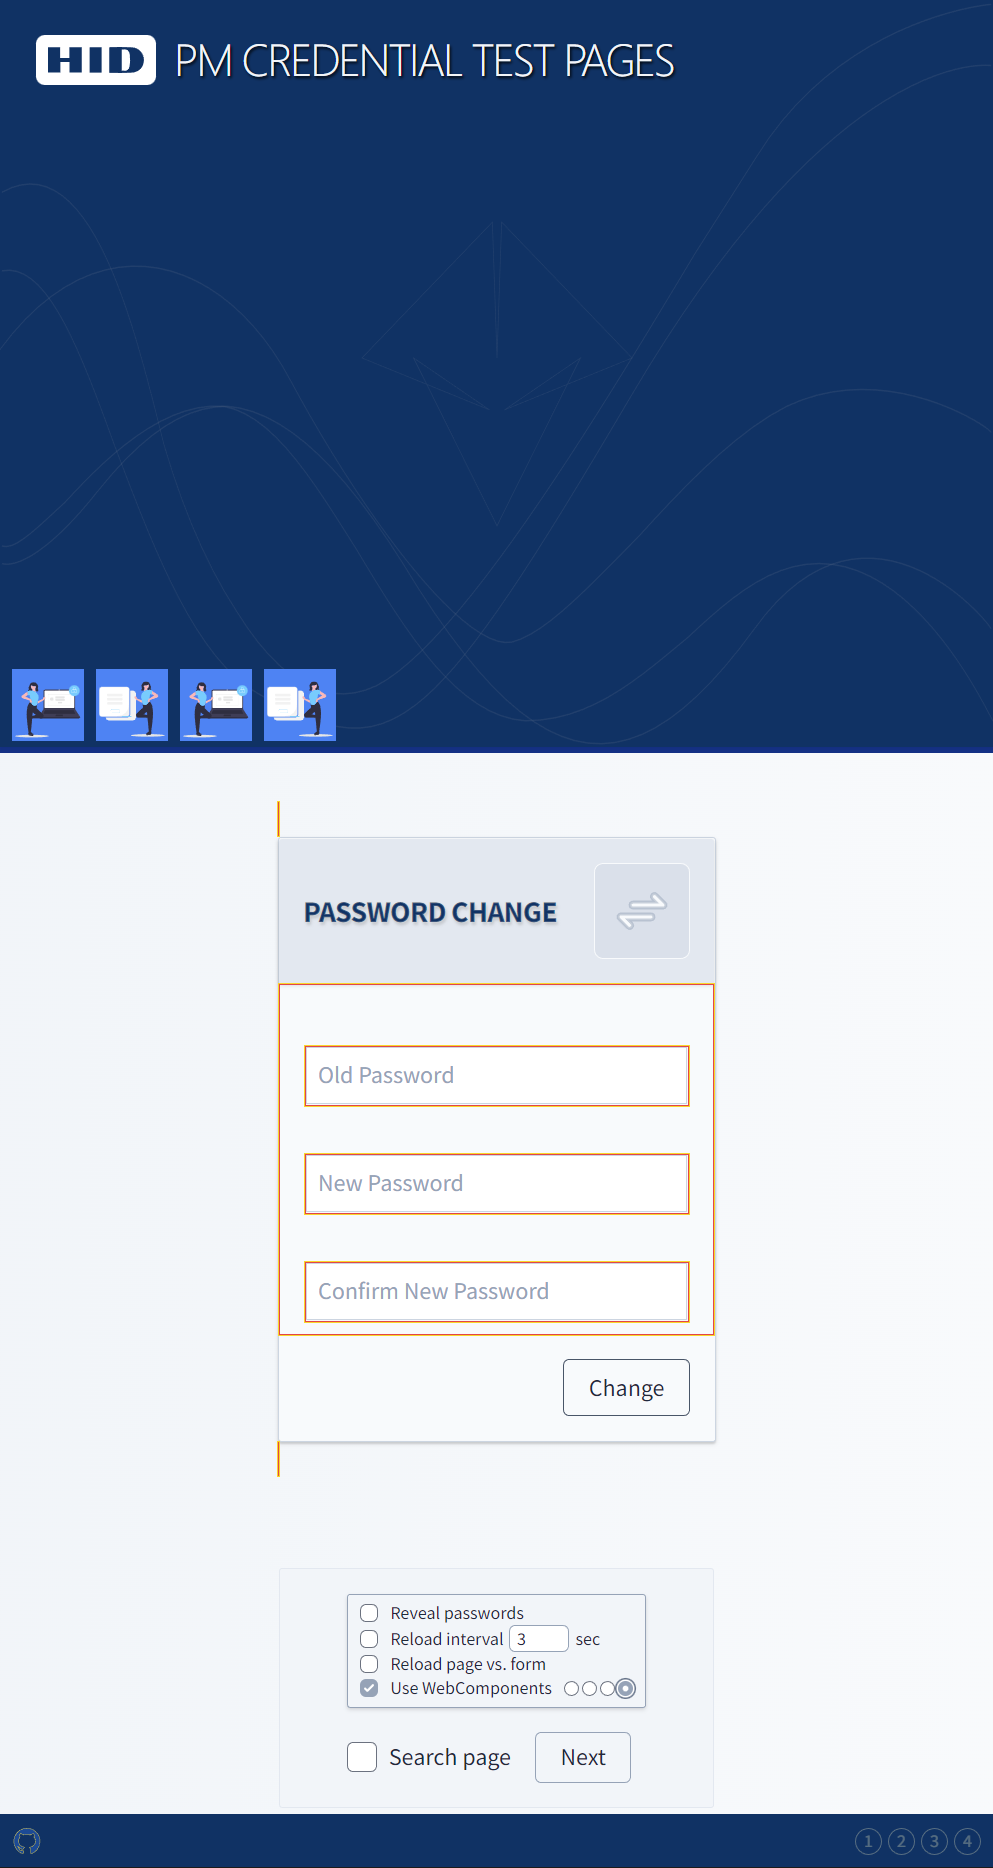 HID PM CREDENTIAL TEST PAGES
PASSWORD CHANGE
Old Password
New Password
Confirm New Password
Change
Reveal passwords
Reload interval 3 sec
Reload page vs. form
Use WebComponents
Search page Next
1 2 3 4